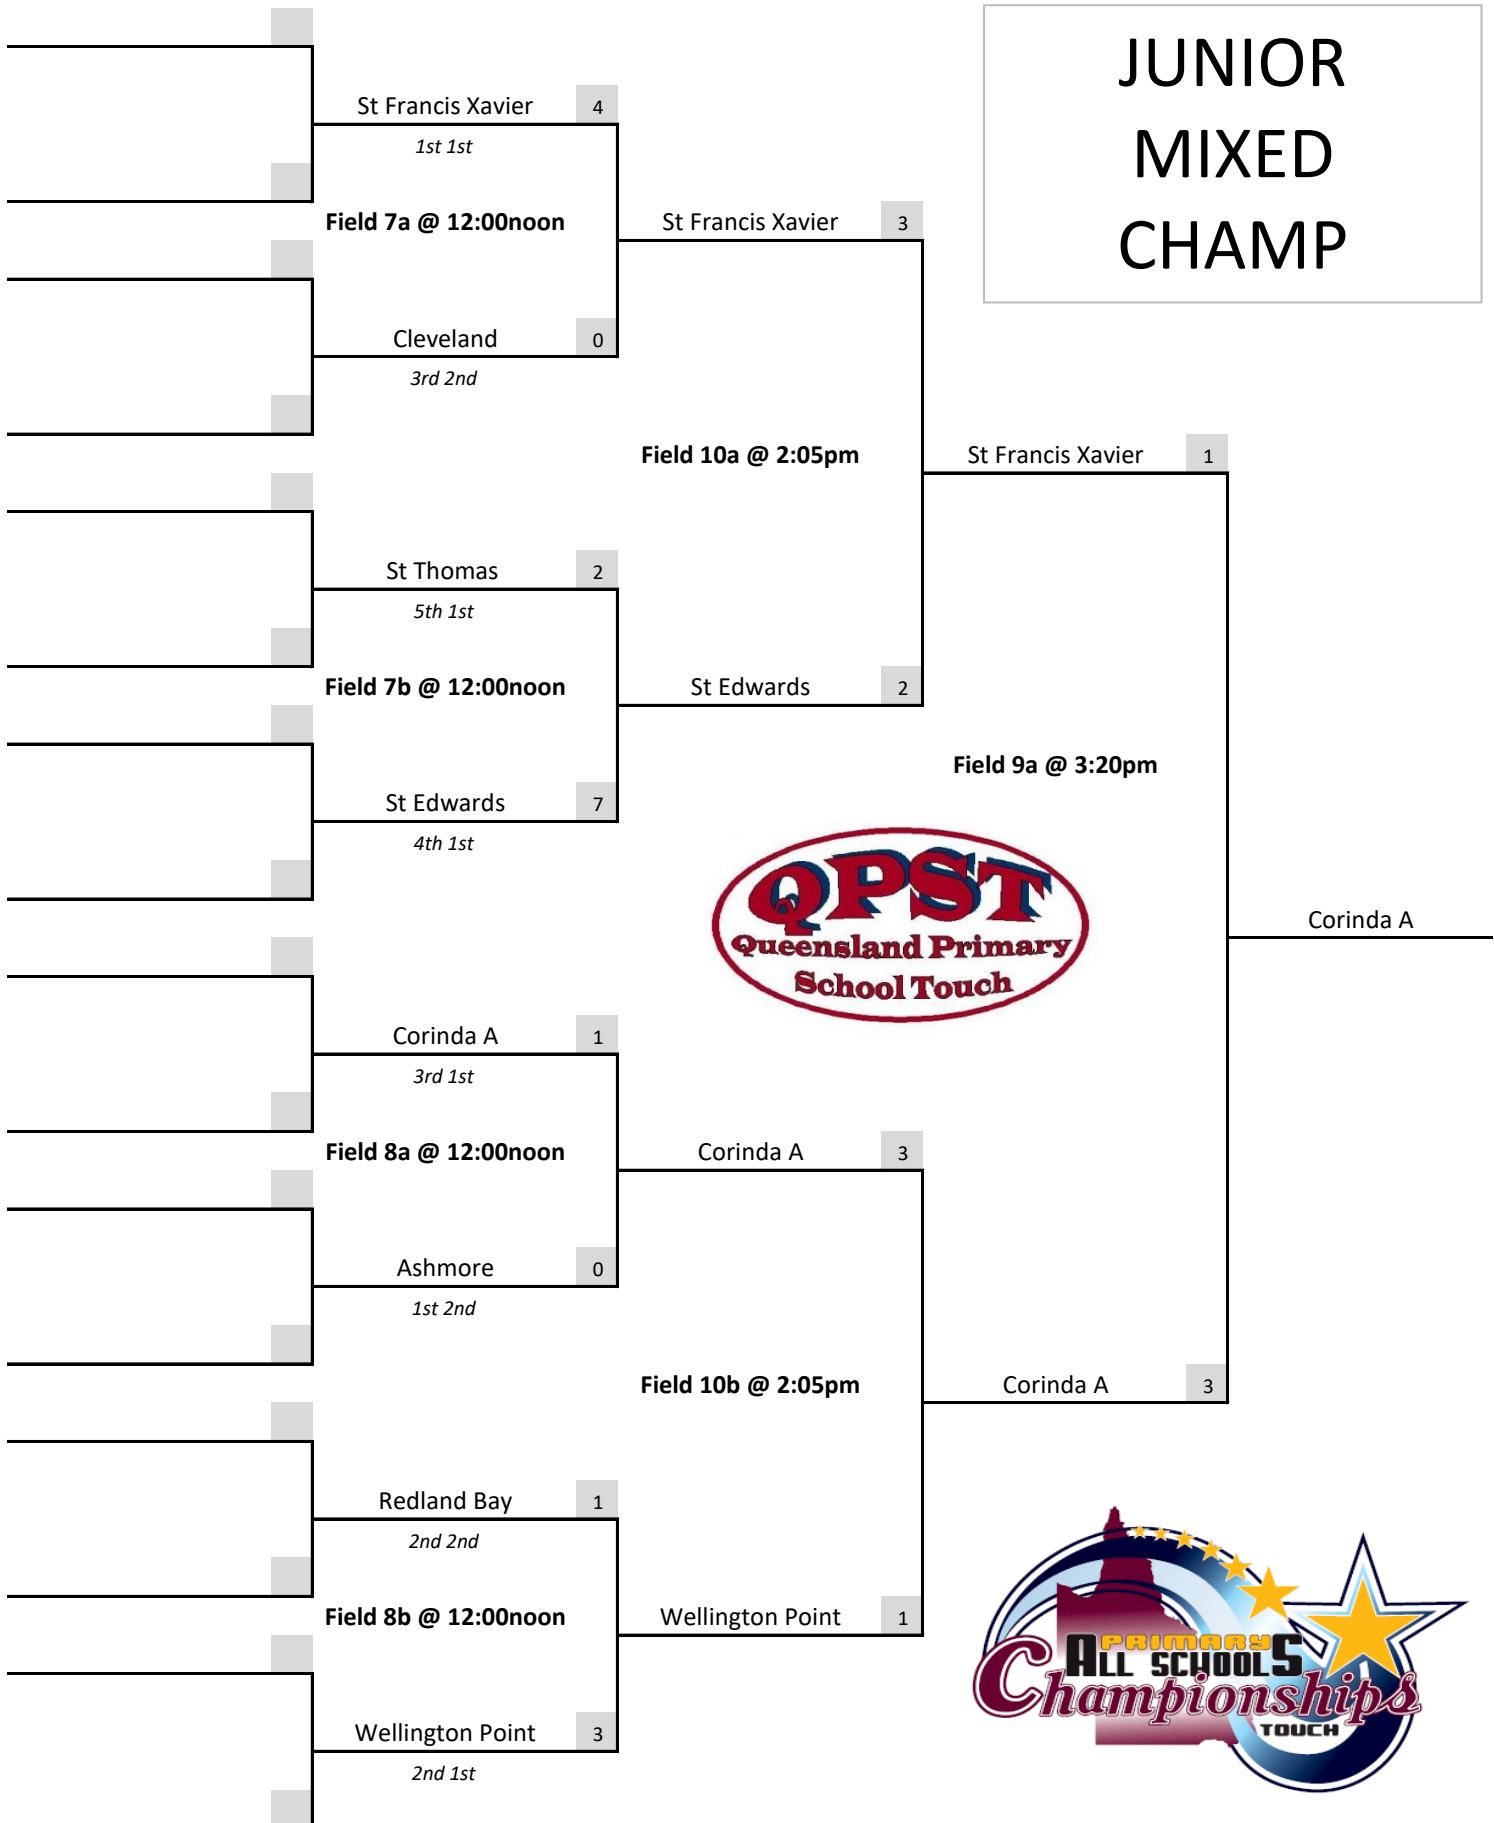 JUNIOR
MIXED
CHAMP
St Francis Xavier 4
1st 1st
Field 7a @ 12:00noon
St Francis Xavier 3
Cleveland 0
3rd 2nd
Field 10a @ 2:05pm
St Francis Xavier 1
St Thomas 2
5th 1st
Field 7b @ 12:00noon
St Edwards 2
Field 9a @ 3:20pm
St Edwards 7
4th 1st
QPST
Queensland Primary
School Touch
Corinda A
Corinda A 1
3rd 1st
Field 8a @ 12:00noon
Corinda A 3
Ashmore 0
1st 2nd
Field 10b @ 2:05pm
Corinda A 3
Redland Bay 1
2nd 2nd
Field 8b @ 12:00noon
Wellington Point 1
Wellington Point 3
2nd 1st
PRIMARY
ALL SCHOOLS
Championships
TOUCH